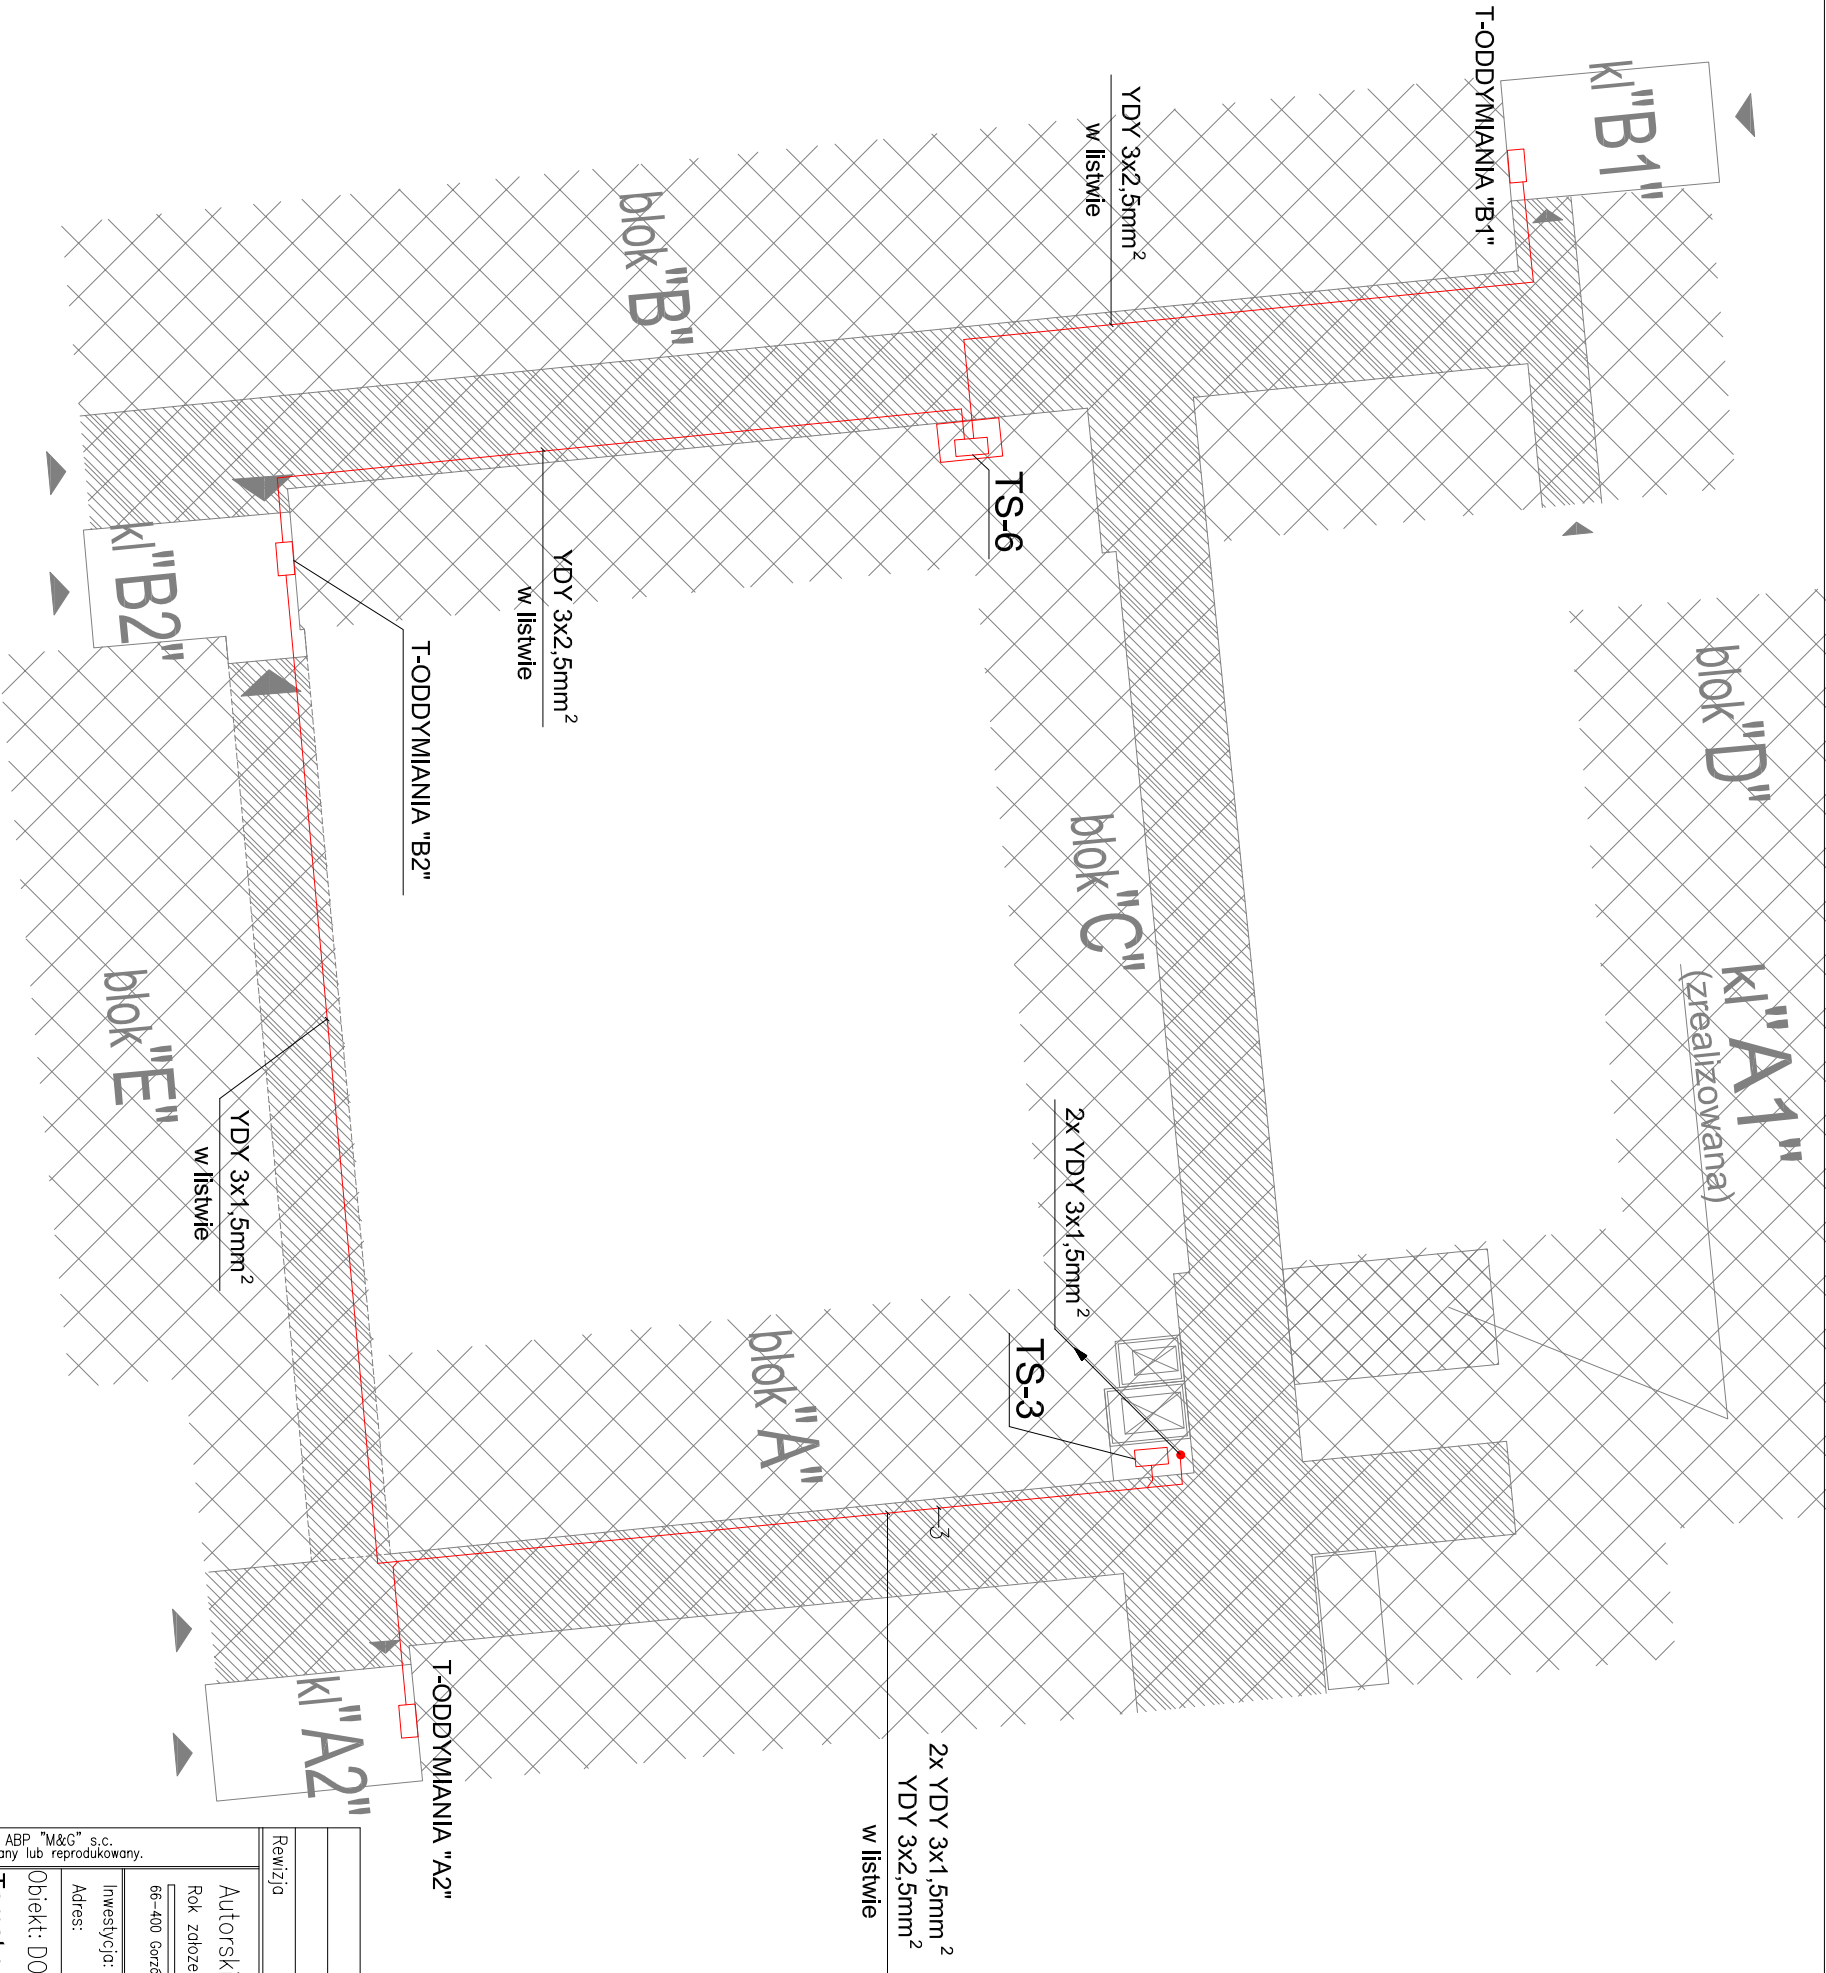 T-ODDYMIANIA "B1"
kl"B1"
YDY 3x2,5mm²
w listwie
blok"B"
TS-6
YDY 3x2,5mm²
w listwie
kl"B2"
T-ODDYMIANIA "B2"
blok"D"
kl"A1"
(zrealizowana)
blok"C"
blok"E"
YDY 3x1,5mm²
w listwie
2x YDY 3x1,5mm²
TS-3
blok"A"
3
kl"A2"
T-ODDYMIANIA "A2"
2x YDY 3x1,5mm²
YDY 3x2,5mm²
w listwie
Rewizja
ABP "M&G" s.c.
any lub reprodukowany.
Rok założe
66-400 Gorzó
Inwestycja:
Adres:
Obiekt: DO